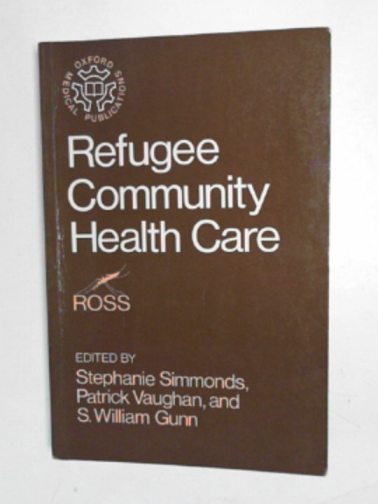 OXFORD
MEDICAL PUBLICATIONS
Refugee
Community
Health Care
ROSS
EDITED BY
Stephanie Simmonds,
Patrick Vaughan, and
S. William Gunn